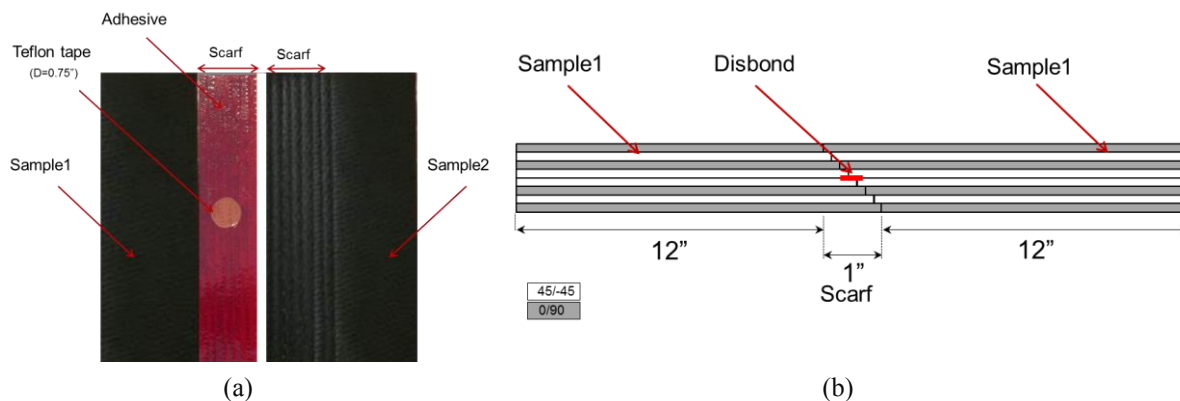 Adhesive
Teflon tape
(D=0.75")
Scarf
Scarf
Sample1
Sample2
(a)
Sample1
Disbond
Sample1
12”
1”
Scarf
12”
45/-45
0/90
(b)